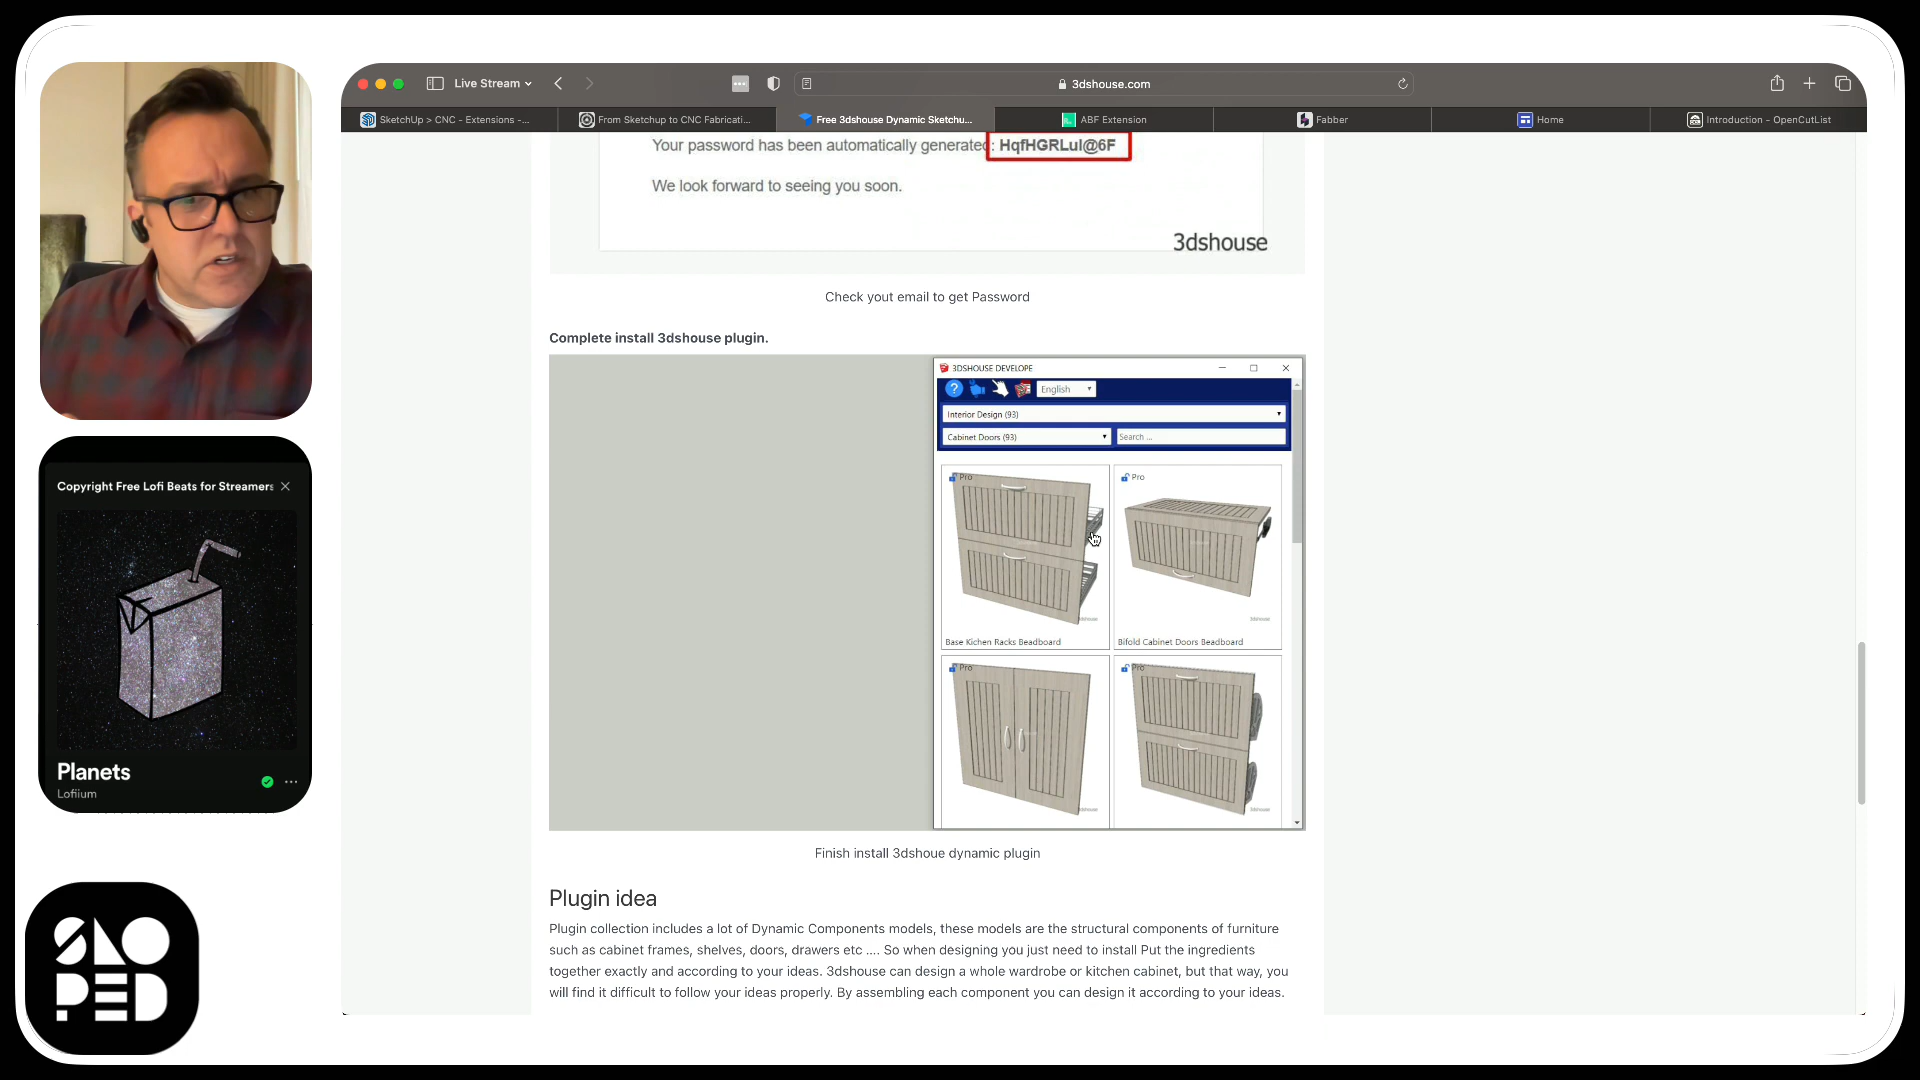 Live Stream
3dshouse.com
SketchUp > CNC - Extensions -...
From Sketchup to CNC Fabricati...
Free 3dshouse Dynamic Sketchu...
ABF Extension
Fabber
Home
Introduction - OpenCutList
Your password has been automatically generated: HqfHGRLuI@6F
We look forward to seeing you soon.
3dshouse
Check yout email to get Password
Complete install 3dshouse plugin.
3DSHOUSE DEVELOPE
English
Interior Design (93)
Cabinet Doors (93)
Search ...
Pro
Pro
Base Kichen Racks Beadboard
Bifold Cabinet Doors Beadboard
Pro
Pro
Finish install 3dshoue dynamic plugin
Plugin idea
Plugin collection includes a lot of Dynamic Components models, these models are the structural components of furniture
such as cabinet frames, shelves, doors, drawers etc .... So when designing you just need to install Put the ingredients
together exactly and according to your ideas. 3dshouse can design a whole wardrobe or kitchen cabinet, but that way, you
will find it difficult to follow your ideas properly. By assembling each component you can design it according to your ideas.
Copyright Free Lofi Beats for Streamers
Planets
Lofiium
SLOPED